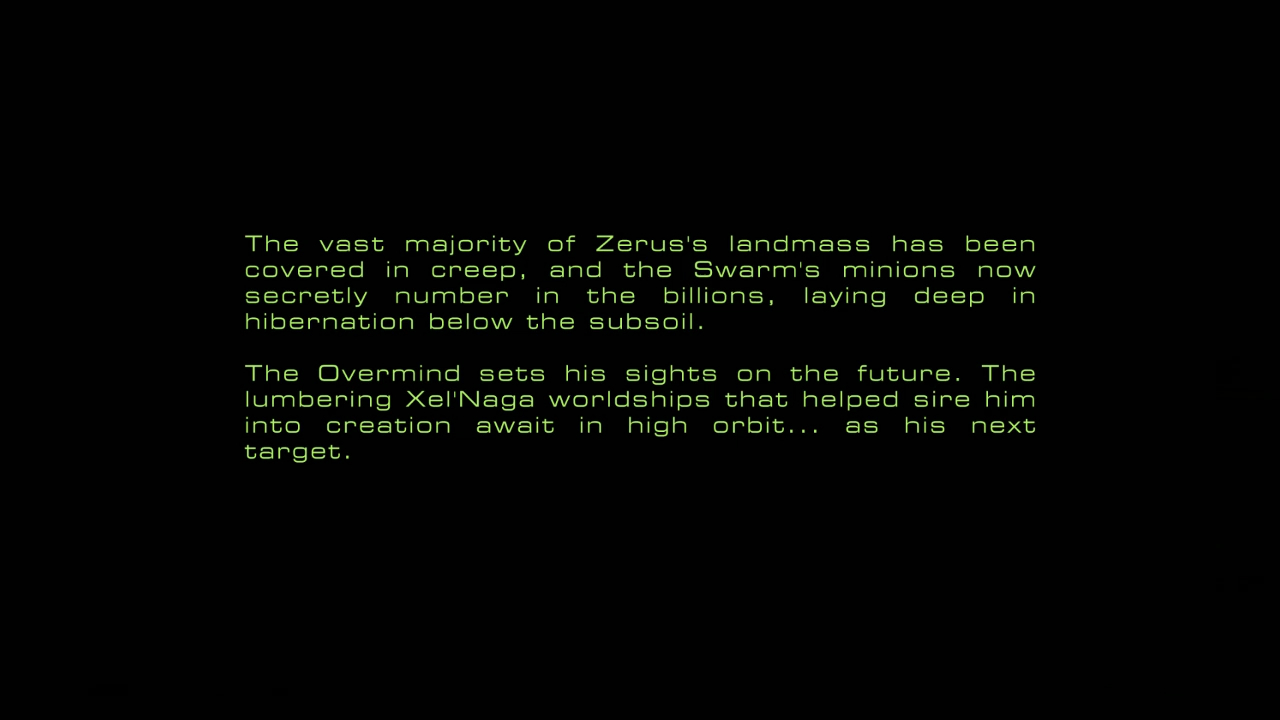 The vast majority of Zerus's landmass has been
covered in creep, and the Swarm's minions now
secretly number in the billions, laying deep in
hibernation below the subsoil.
The Overmind sets his sights on the future. The
lumbering Xel'Naga worldships that helped sire him
into creation await in high orbit... as his next
target.